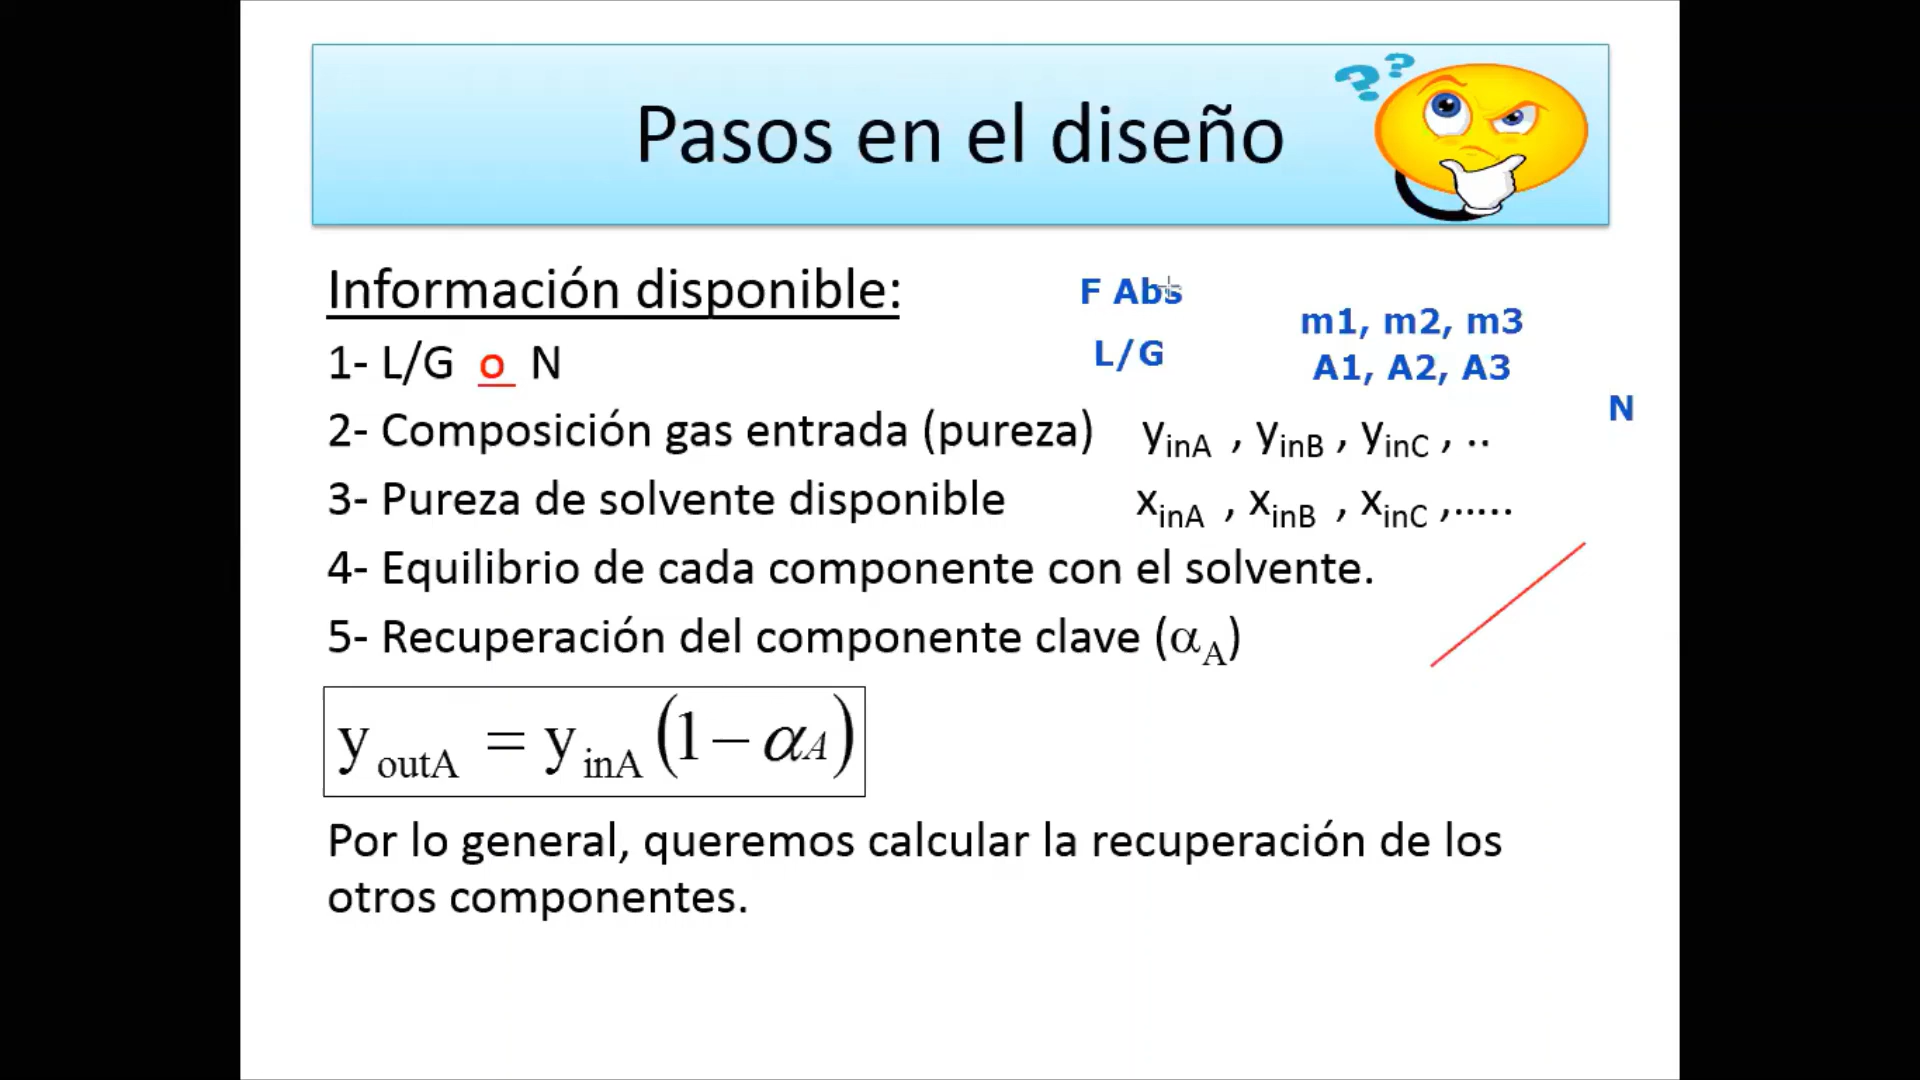 ? ?
Pasos en el diseño
Información disponible:
F Abs
m1, m2, m3
1- L/G o N
L/G
A1, A2, A3
N
2- Composición gas entrada (pureza) yinA , yinB , yinC , ..
3- Pureza de solvente disponible xinA , xinB , xinC ,.....
4- Equilibrio de cada componente con el solvente.
5- Recuperación del componente clave (αA)
youtA = yinA (1 − αA)
Por lo general, queremos calcular la recuperación de los
otros componentes.